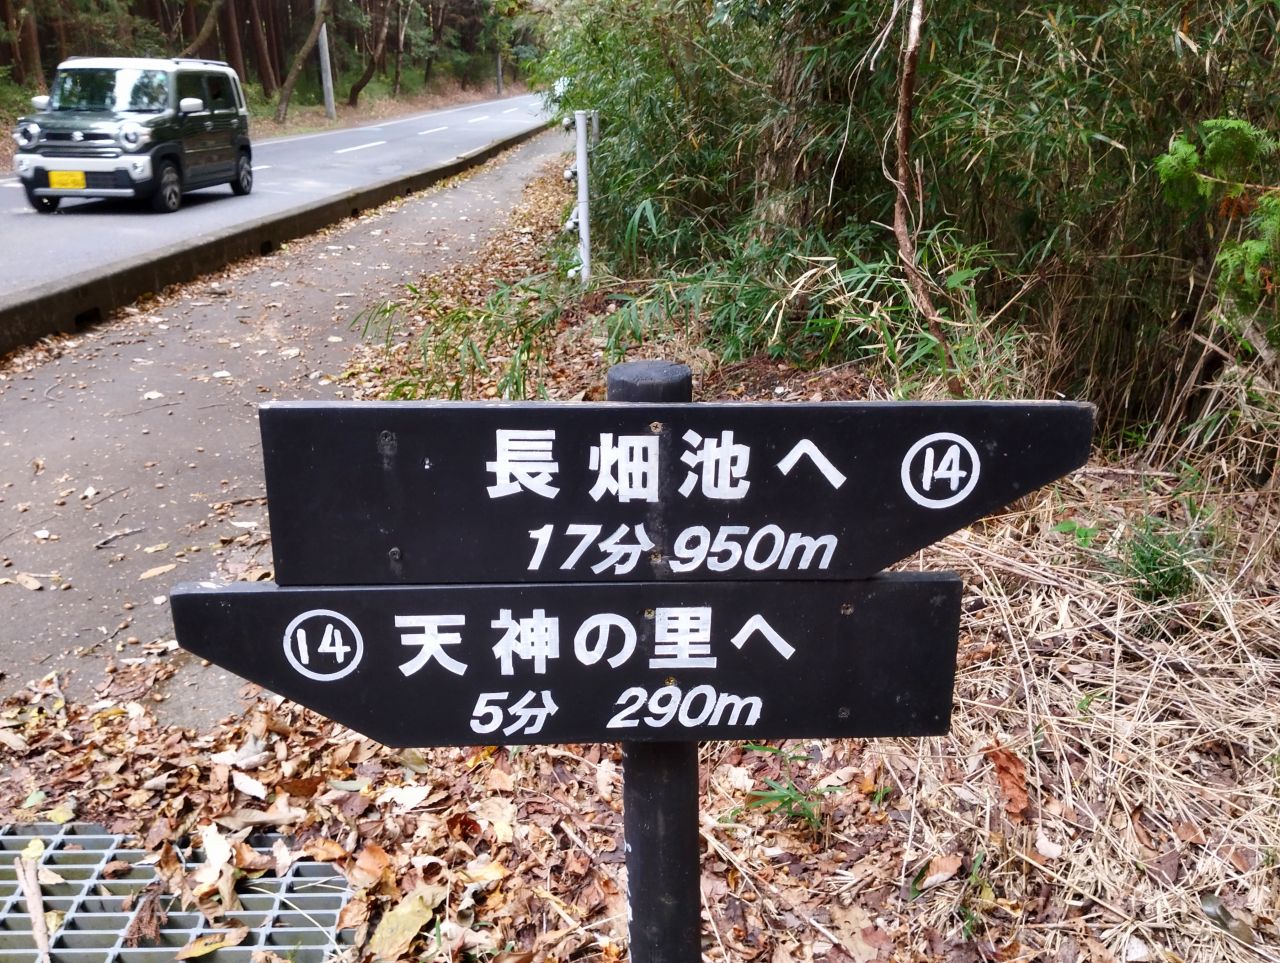 長畑池へ ⑭
17分 950m
⑭ 天神の里へ
5分 290m